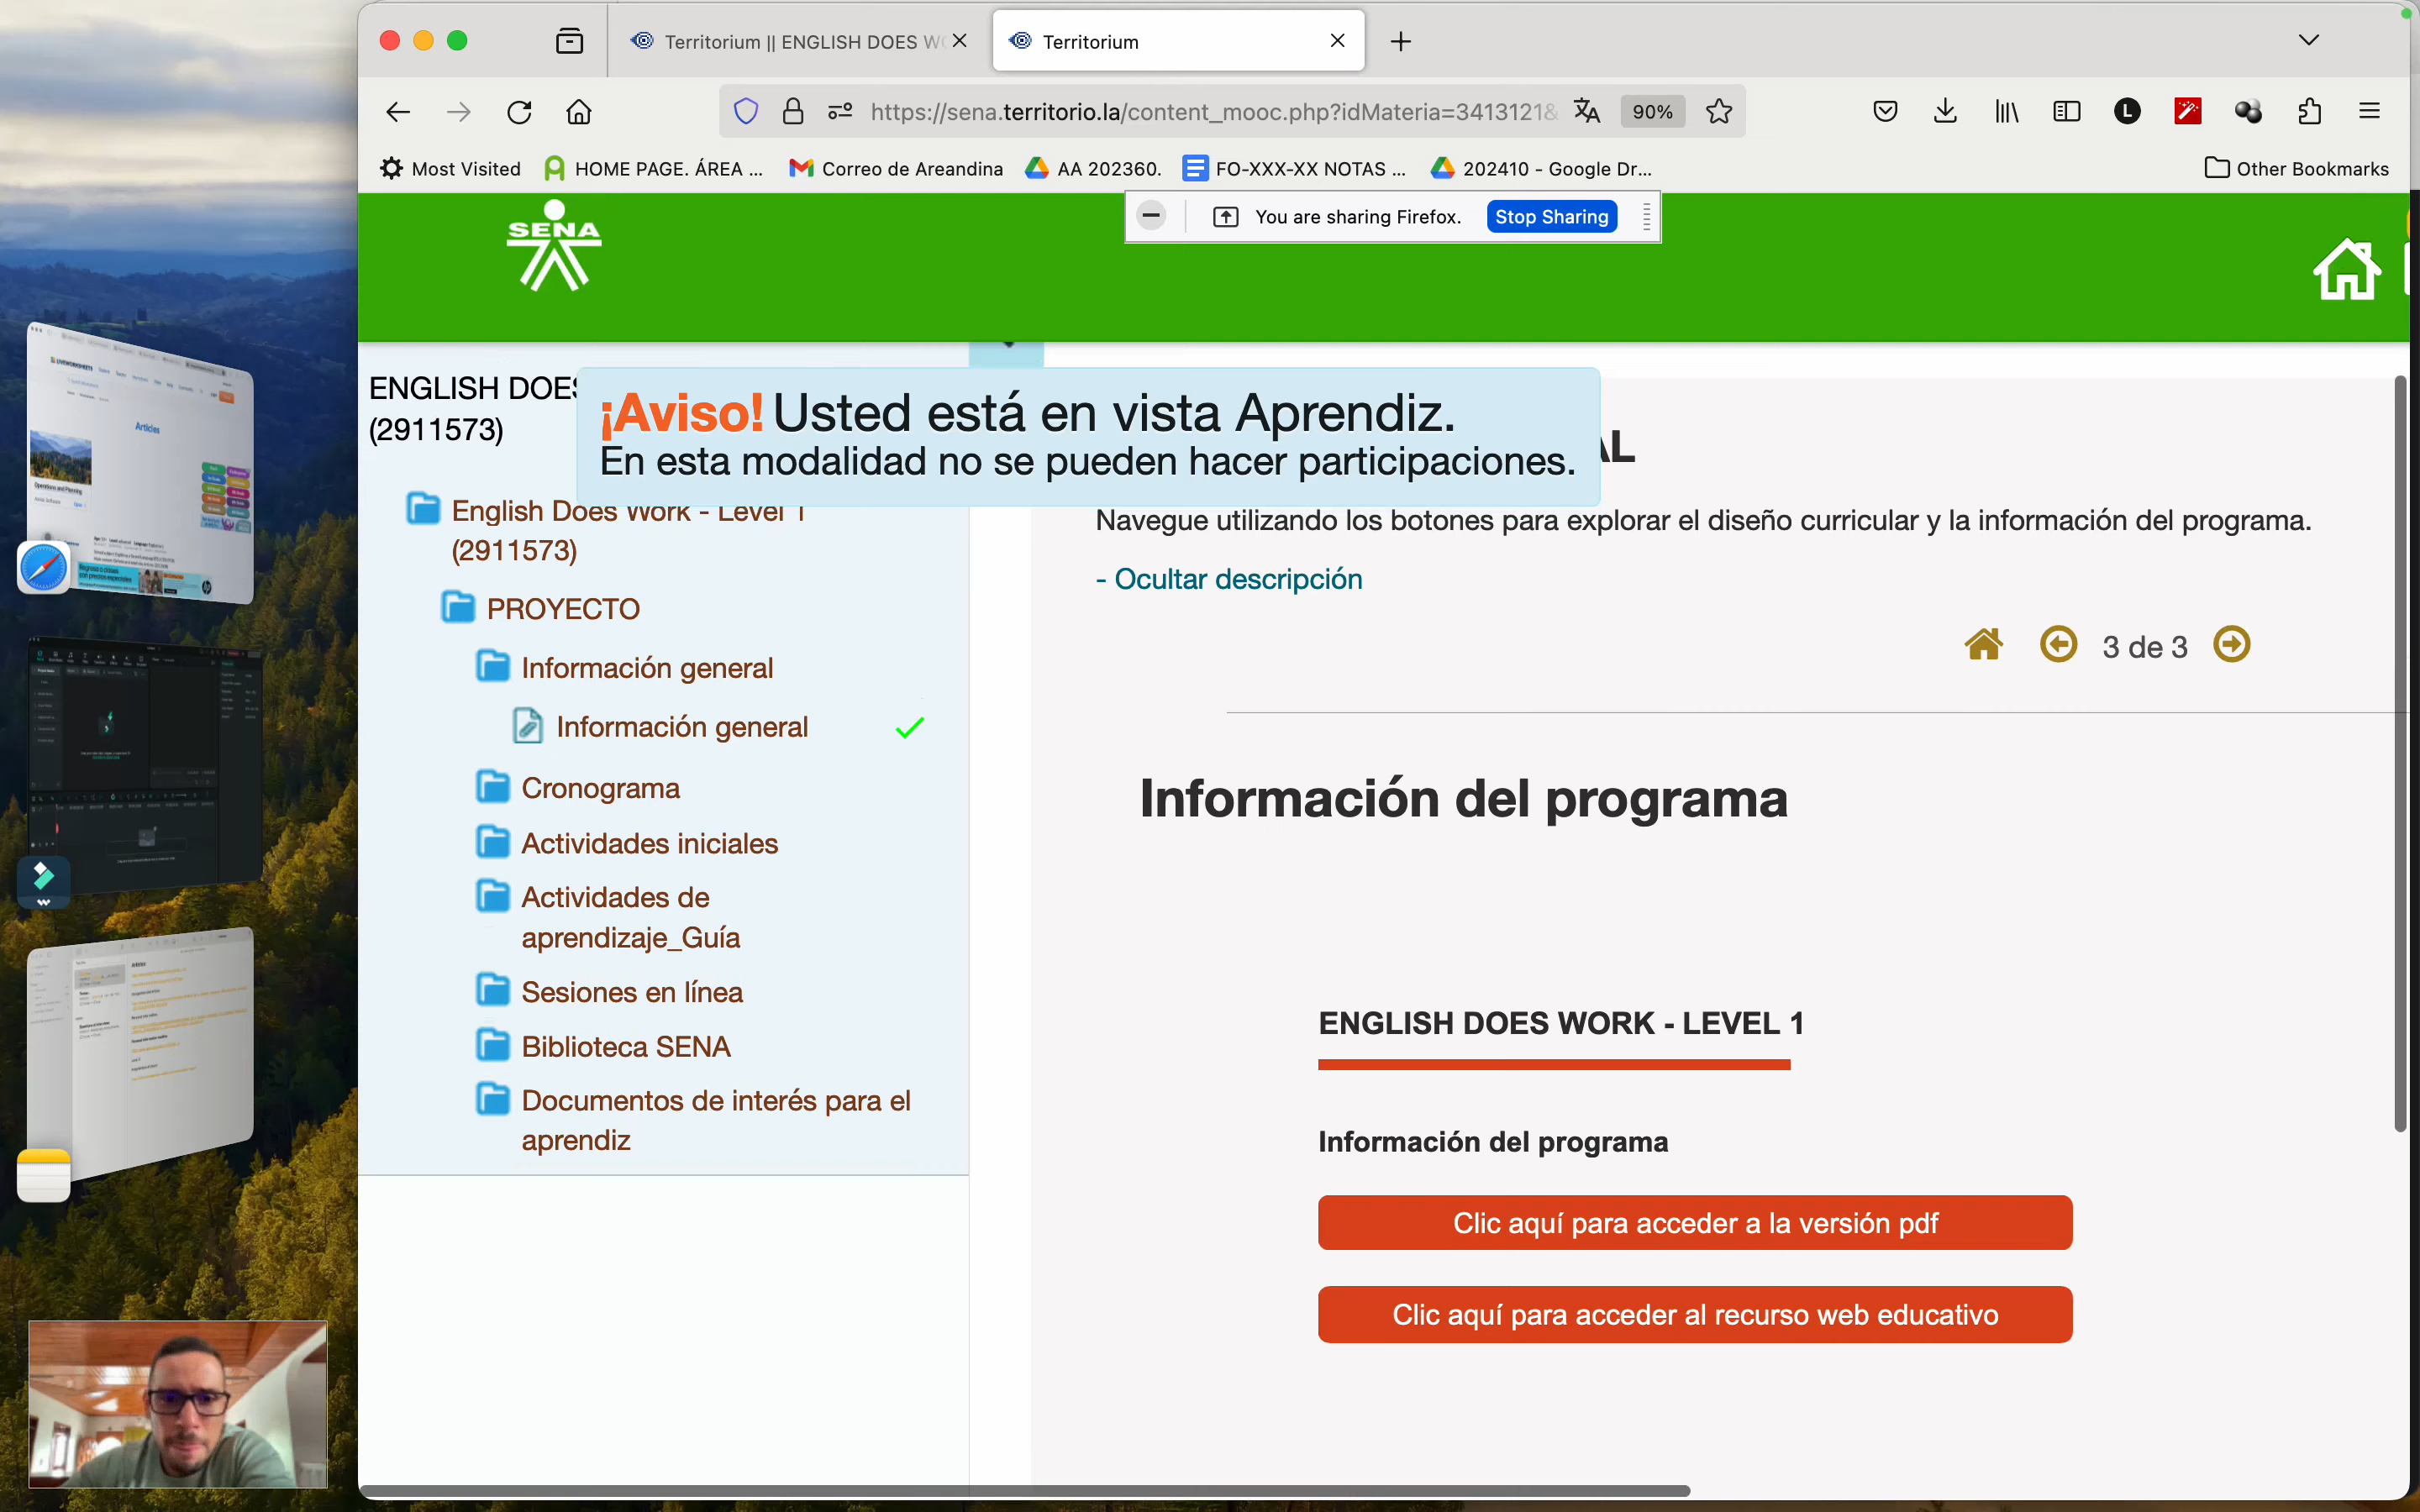 Territorium || ENGLISH DOES WO
Territorium
https://sena.territorio.la/content_mooc.php?idMateria=3413121&
90%
Most Visited
HOME PAGE. ÁREA ...
Correo de Areandina
AA 202360.
FO-XXX-XX NOTAS ...
202410 - Google Dr...
Other Bookmarks
You are sharing Firefox.
Stop Sharing
SENA
ENGLISH DOES
(2911573)
¡Aviso! Usted está en vista Aprendiz.
En esta modalidad no se pueden hacer participaciones.
English Does Work - Level 1
(2911573)
PROYECTO
Información general
Información general
Cronograma
Actividades iniciales
Actividades de
aprendizaje_Guía
Sesiones en línea
Biblioteca SENA
Documentos de interés para el
aprendiz
AL
Navegue utilizando los botones para explorar el diseño curricular y la información del programa.
- Ocultar descripción
3 de 3
Información del programa
ENGLISH DOES WORK - LEVEL 1
Información del programa
Clic aquí para acceder a la versión pdf
Clic aquí para acceder al recurso web educativo
Articles